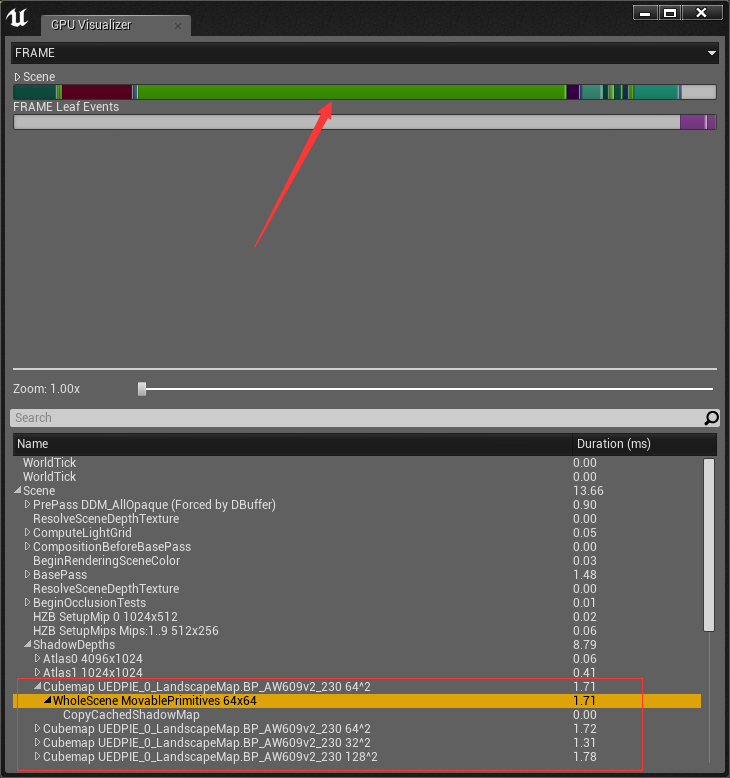 GPU Visualizer
FRAME
Scene
FRAME Leaf Events
Zoom: 1.00x
Search
Name Duration (ms)
WorldTick 0.00
WorldTick 0.00
Scene 13.66
PrePass DDM_AllOpaque (Forced by DBuffer) 0.90
ResolveSceneDepthTexture 0.00
ComputeLightGrid 0.05
CompositionBeforeBasePass 0.00
BeginRenderingSceneColor 0.03
BasePass 1.48
ResolveSceneDepthTexture 0.00
BeginOcclusionTests 0.01
HZB SetupMip 0 1024x512 0.02
HZB SetupMips Mips:1..9 512x256 0.06
ShadowDepths 8.79
Atlas0 4096x1024 0.06
Atlas1 1024x1024 0.41
Cubemap UEDPIE_0_LandscapeMap.BP_AW609v2_230 64^2 1.71
WholeScene MovablePrimitives 64x64 1.71
CopyCachedShadowMap 0.00
Cubemap UEDPIE_0_LandscapeMap.BP_AW609v2_230 64^2 1.72
Cubemap UEDPIE_0_LandscapeMap.BP_AW609v2_230 32^2 1.31
Cubemap UEDPIE_0_LandscapeMap.BP_AW609v2_230 128^2 1.78